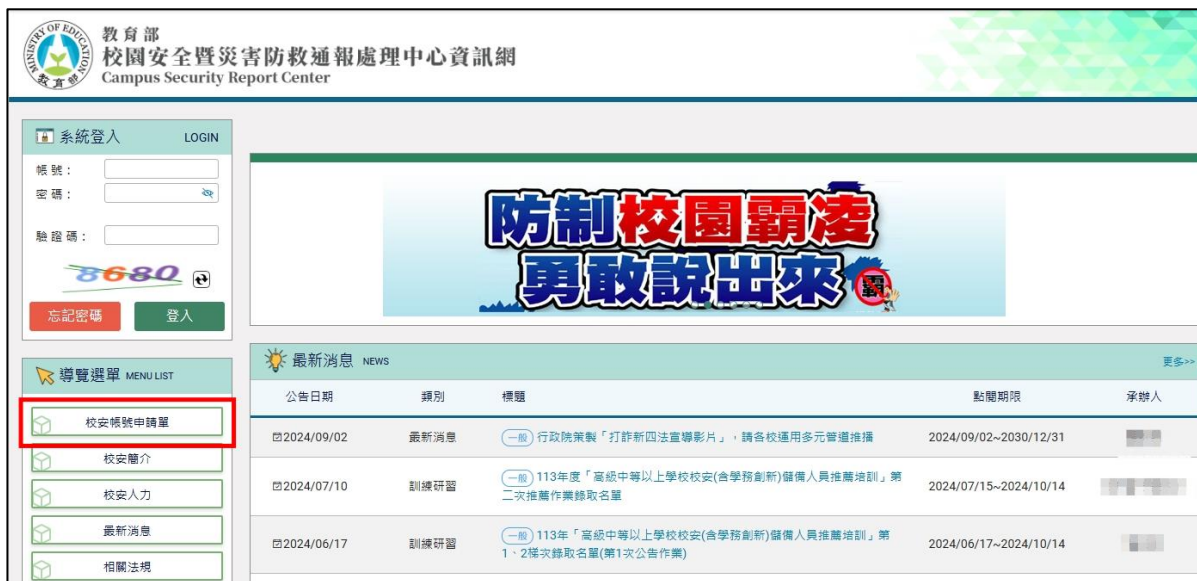 MINISTRY OF EDUCATION
教育部
教育部
校園安全暨災害防救通報處理中心資訊網
Campus Security Report Center
系統登入 LOGIN
帳號：
密碼：
驗證碼：
8680
忘記密碼 登入
導覽選單 MENU LIST
校安帳號申請單
校安簡介
校安人力
最新消息
相關法規
防制校園霸凌
勇敢說出來
霸
最新消息 NEWS 更多>>
公告日期 類別 標題 點閱期限 承辦人
2024/09/02 最新消息 一般 行政院策製「打詐新四法宣導影片」，請各校運用多元管道推播 2024/09/02~2030/12/31
2024/07/10 訓練研習 一般 113年度「高級中等以上學校校安(含學務創新)儲備人員推薦培訓」第
二次推薦作業錄取名單 2024/07/15~2024/10/14
2024/06/17 訓練研習 一般 113年「高級中等以上學校校安(含學務創新)儲備人員推薦培訓」第
1、2梯次錄取名單(第1次公告作業) 2024/06/17~2024/10/14